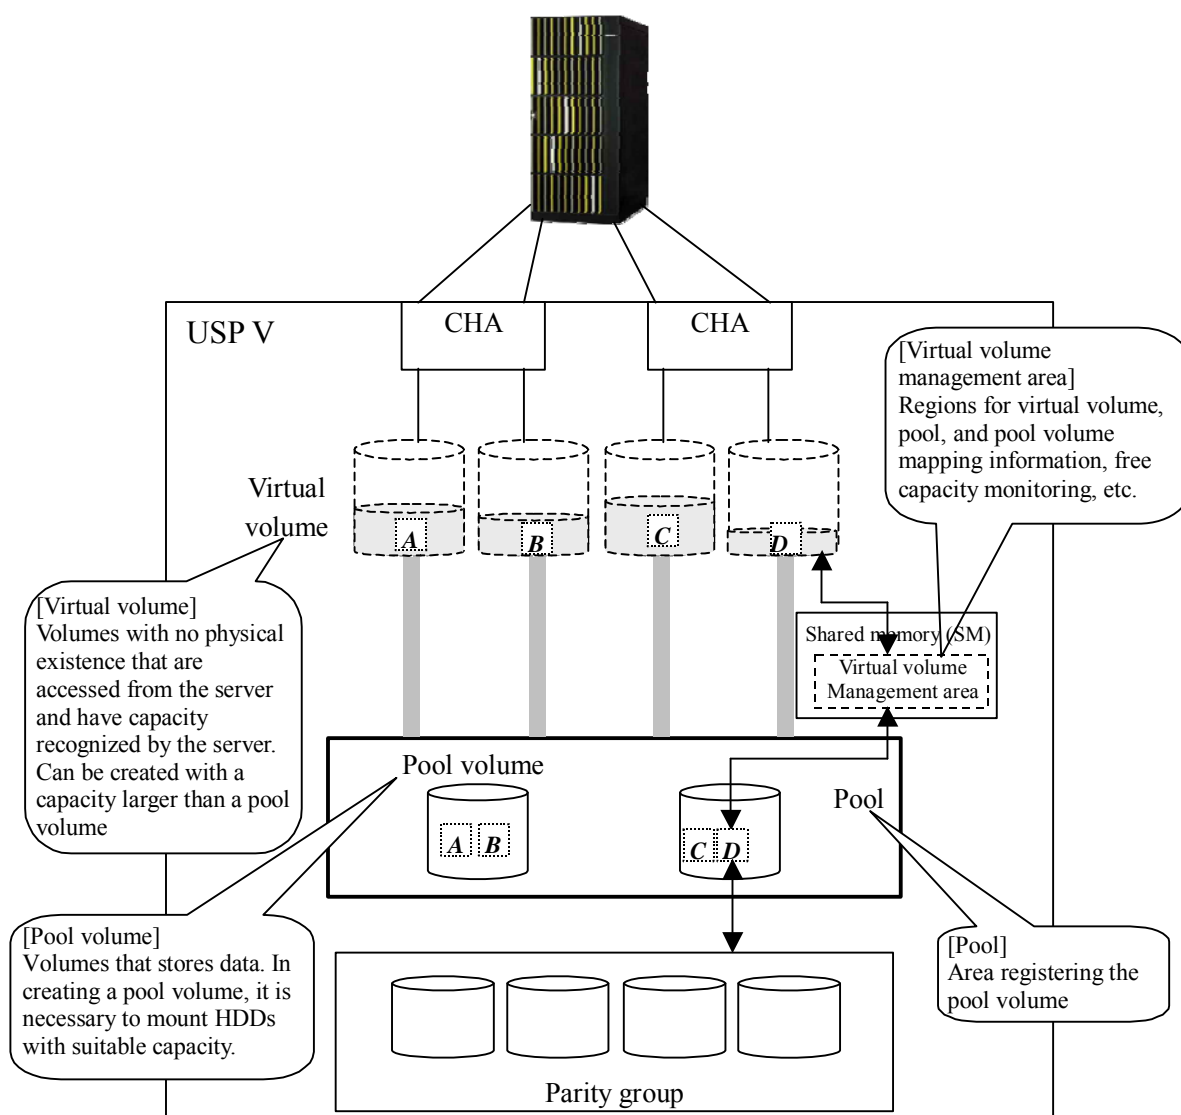 USP V
CHA
CHA
[Virtual volume
management area]
Regions for virtual volume,
pool, and pool volume
mapping information, free
capacity monitoring, etc.
Virtual
volume
A
B
C
D
[Virtual volume]
Volumes with no physical
existence that are
accessed from the server
and have capacity
recognized by the server.
Can be created with a
capacity larger than a pool
volume
Shared memory (SM)
Virtual volume
Management area
Pool volume
Pool
A B
C D
[Pool volume]
Volumes that stores data. In
creating a pool volume, it is
necessary to mount HDDs
with suitable capacity.
[Pool]
Area registering the
pool volume
Parity group